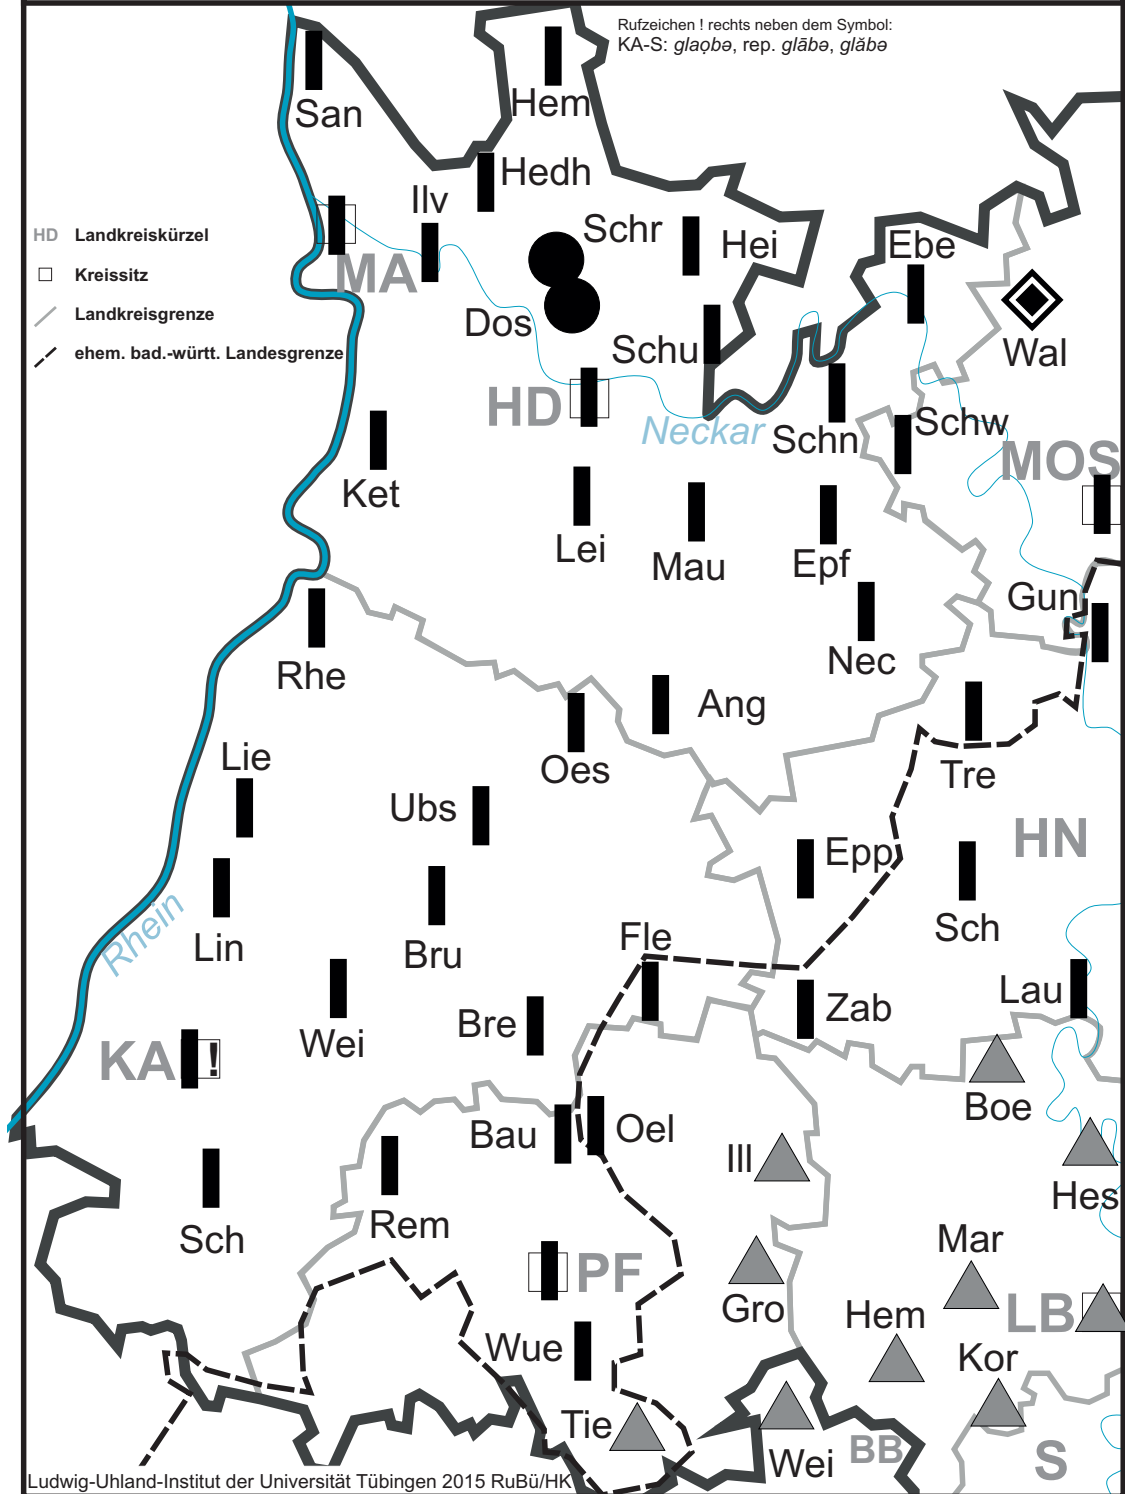 Rufzeichen ! rechts neben dem Symbol:
KA-S: glaǫbə, rep. glābə, glăbə
San
Hem
Hedh
Ilv
Schr
Hei
Ebe
HD Landkreiskürzel
Kreissitz
Landkreisgrenze
ehem. bad.-württ. Landesgrenze
MA
Dos
Schu
Wal
HD
Neckar
Schn
Schw
MOS
Ket
Lei
Mau
Epf
Gun
Rhe
Nec
Ang
Oes
Tre
Lie
Ubs
HN
Epp
Rhein
Lin
Bru
Fle
Sch
Lau
Zab
Wei
Bre
KA
!
Boe
Bau
Oel
Ill
Hes
Sch
Rem
Mar
PF
Gro
Hem
LB
Wue
Kor
Tie
Wei
BB
S
Ludwig-Uhland-Institut der Universität Tübingen 2015 RuBü/HK